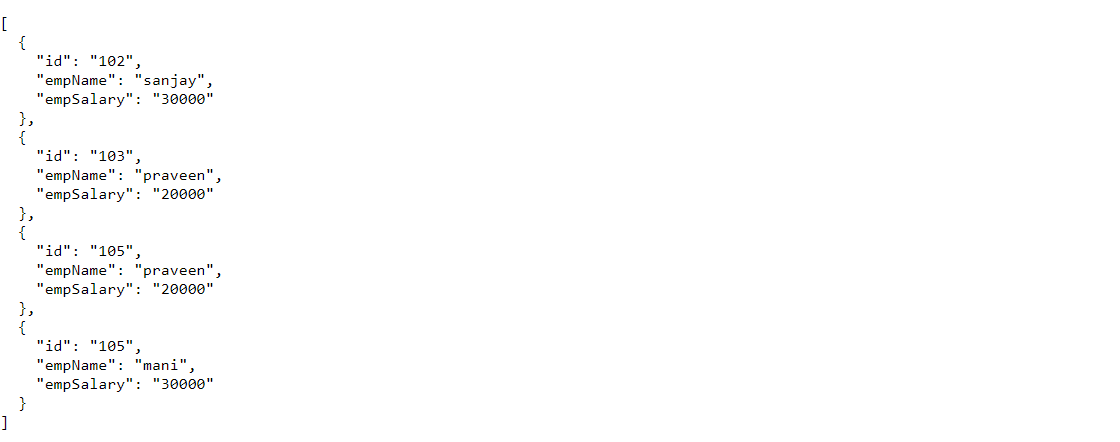 [
  {
    "id": "102",
    "empName": "sanjay",
    "empSalary": "30000"
  },
  {
    "id": "103",
    "empName": "praveen",
    "empSalary": "20000"
  },
  {
    "id": "105",
    "empName": "praveen",
    "empSalary": "20000"
  },
  {
    "id": "105",
    "empName": "mani",
    "empSalary": "30000"
  }
]